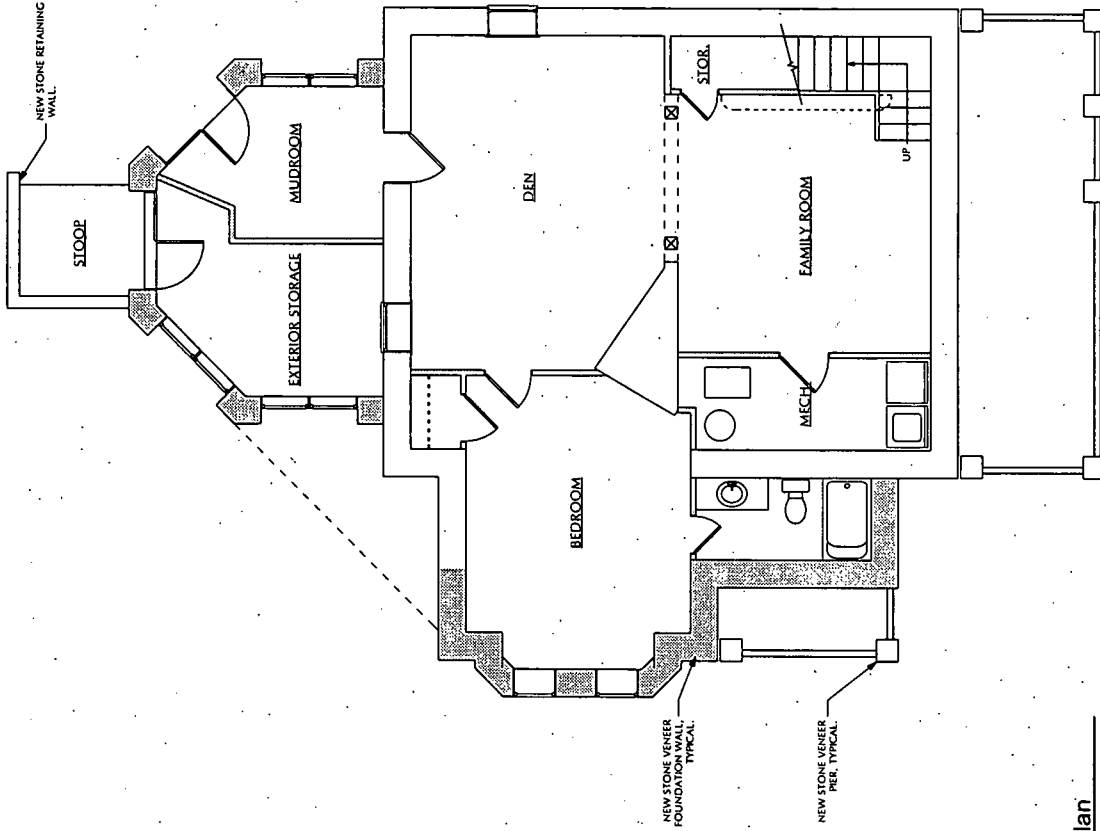 NEW STONE RETAINING
WALL.
STOOP
MUDROOM
EXTERIOR STORAGE
DEN
STOR.
UP
FAMILY ROOM
MECH.
BEDROOM
NEW STONE VENEER
FOUNDATION WALL,
TYPICAL.
NEW STONE VENEER
PIER, TYPICAL.
lan